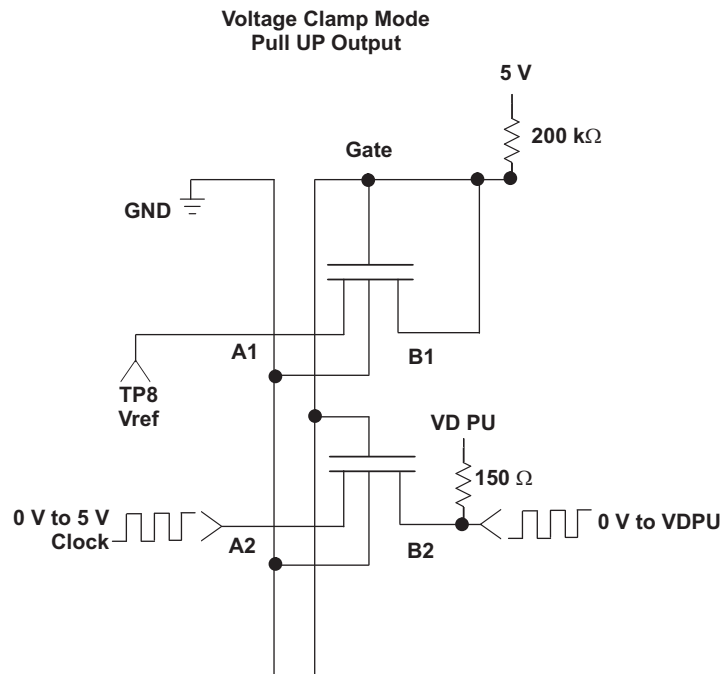 Voltage Clamp Mode
Pull UP Output
5 V
200 kΩ
Gate
GND
A1
B1
TP8
Vref
VD PU
150 Ω
0 V to 5 V
Clock
A2
B2
0 V to VDPU